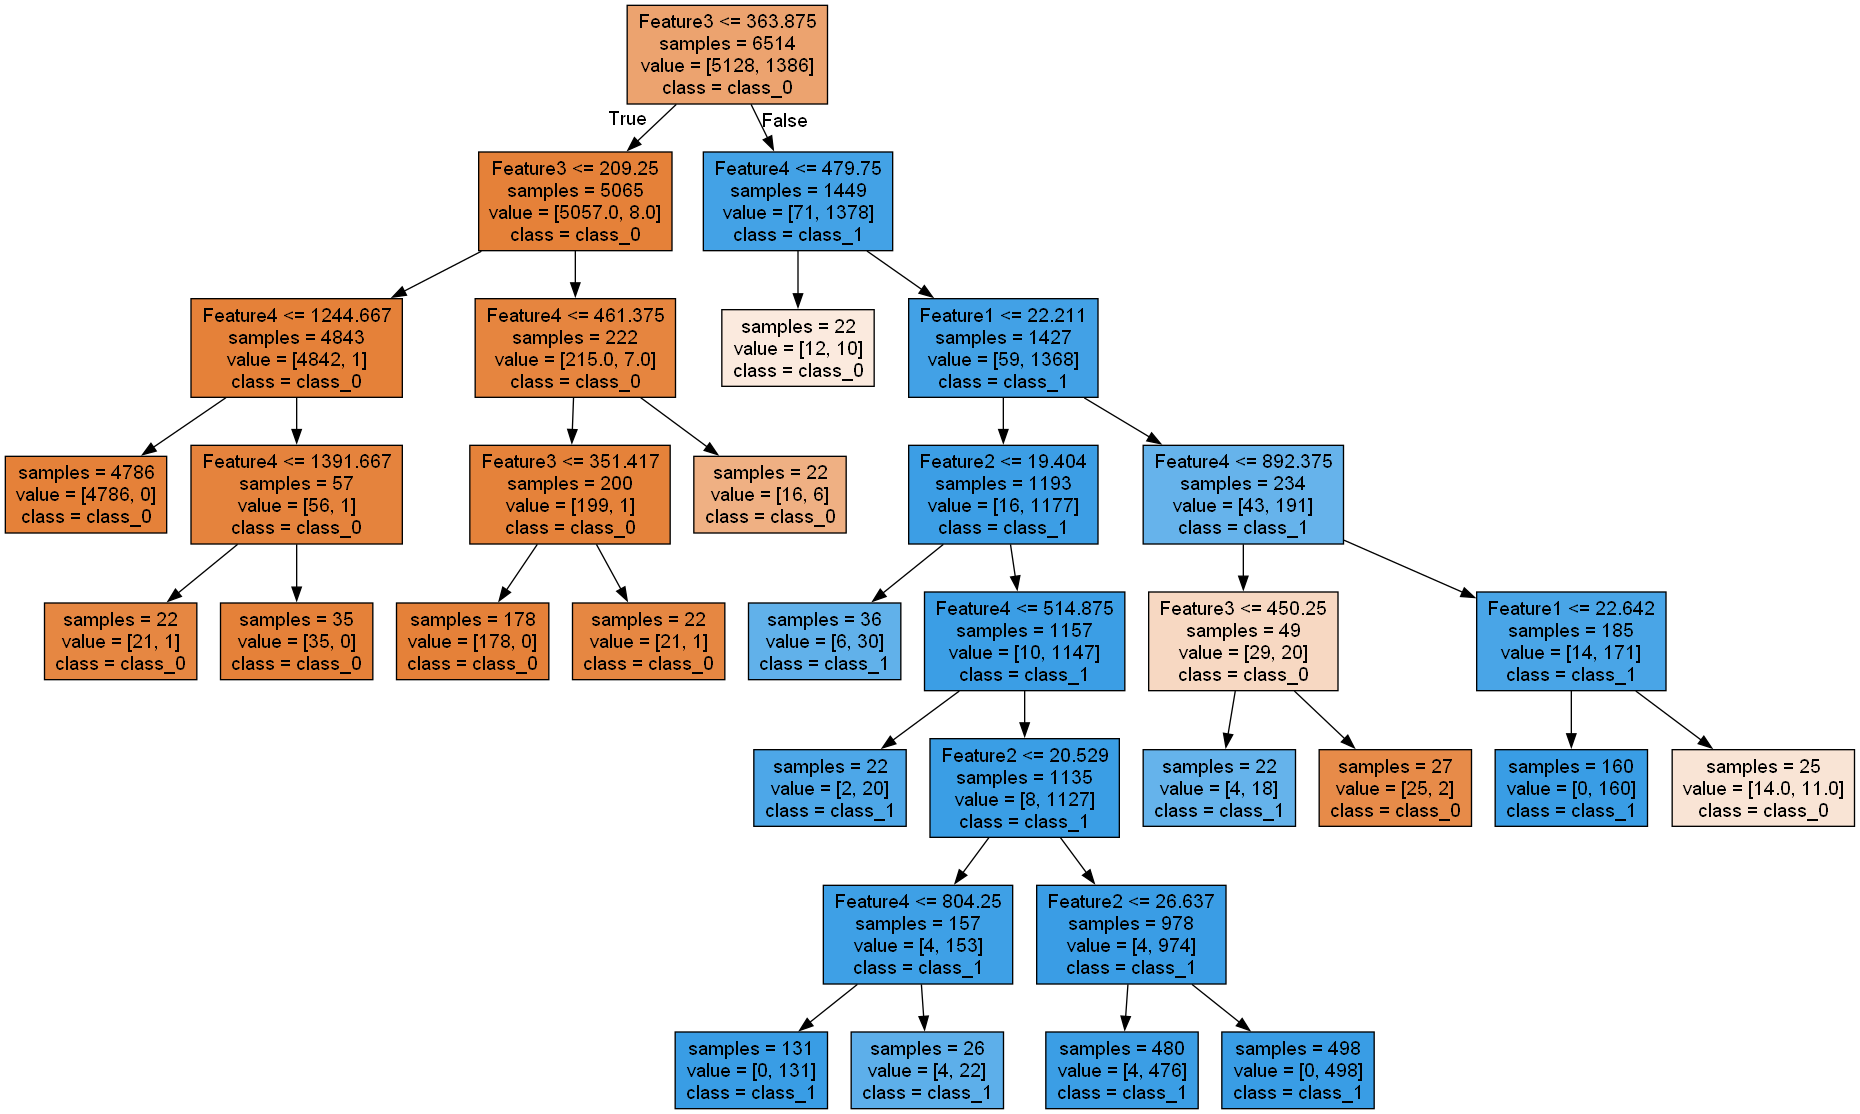 Feature3 <= 363.875
samples = 6514
value = [5128, 1386]
class = class_0
True
False
Feature3 <= 209.25
samples = 5065
value = [5057.0, 8.0]
class = class_0
Feature4 <= 479.75
samples = 1449
value = [71, 1378]
class = class_1
Feature4 <= 1244.667
samples = 4843
value = [4842, 1]
class = class_0
Feature4 <= 461.375
samples = 222
value = [215.0, 7.0]
class = class_0
samples = 22
value = [12, 10]
class = class_0
Feature1 <= 22.211
samples = 1427
value = [59, 1368]
class = class_1
samples = 4786
value = [4786, 0]
class = class_0
Feature4 <= 1391.667
samples = 57
value = [56, 1]
class = class_0
Feature3 <= 351.417
samples = 200
value = [199, 1]
class = class_0
samples = 22
value = [16, 6]
class = class_0
Feature2 <= 19.404
samples = 1193
value = [16, 1177]
class = class_1
Feature4 <= 892.375
samples = 234
value = [43, 191]
class = class_1
samples = 22
value = [21, 1]
class = class_0
samples = 35
value = [35, 0]
class = class_0
samples = 178
value = [178, 0]
class = class_0
samples = 22
value = [21, 1]
class = class_0
samples = 36
value = [6, 30]
class = class_1
Feature4 <= 514.875
samples = 1157
value = [10, 1147]
class = class_1
Feature3 <= 450.25
samples = 49
value = [29, 20]
class = class_0
Feature1 <= 22.642
samples = 185
value = [14, 171]
class = class_1
samples = 22
value = [2, 20]
class = class_1
Feature2 <= 20.529
samples = 1135
value = [8, 1127]
class = class_1
samples = 22
value = [4, 18]
class = class_1
samples = 27
value = [25, 2]
class = class_0
samples = 160
value = [0, 160]
class = class_1
samples = 25
value = [14.0, 11.0]
class = class_0
Feature4 <= 804.25
samples = 157
value = [4, 153]
class = class_1
Feature2 <= 26.637
samples = 978
value = [4, 974]
class = class_1
samples = 131
value = [0, 131]
class = class_1
samples = 26
value = [4, 22]
class = class_1
samples = 480
value = [4, 476]
class = class_1
samples = 498
value = [0, 498]
class = class_1